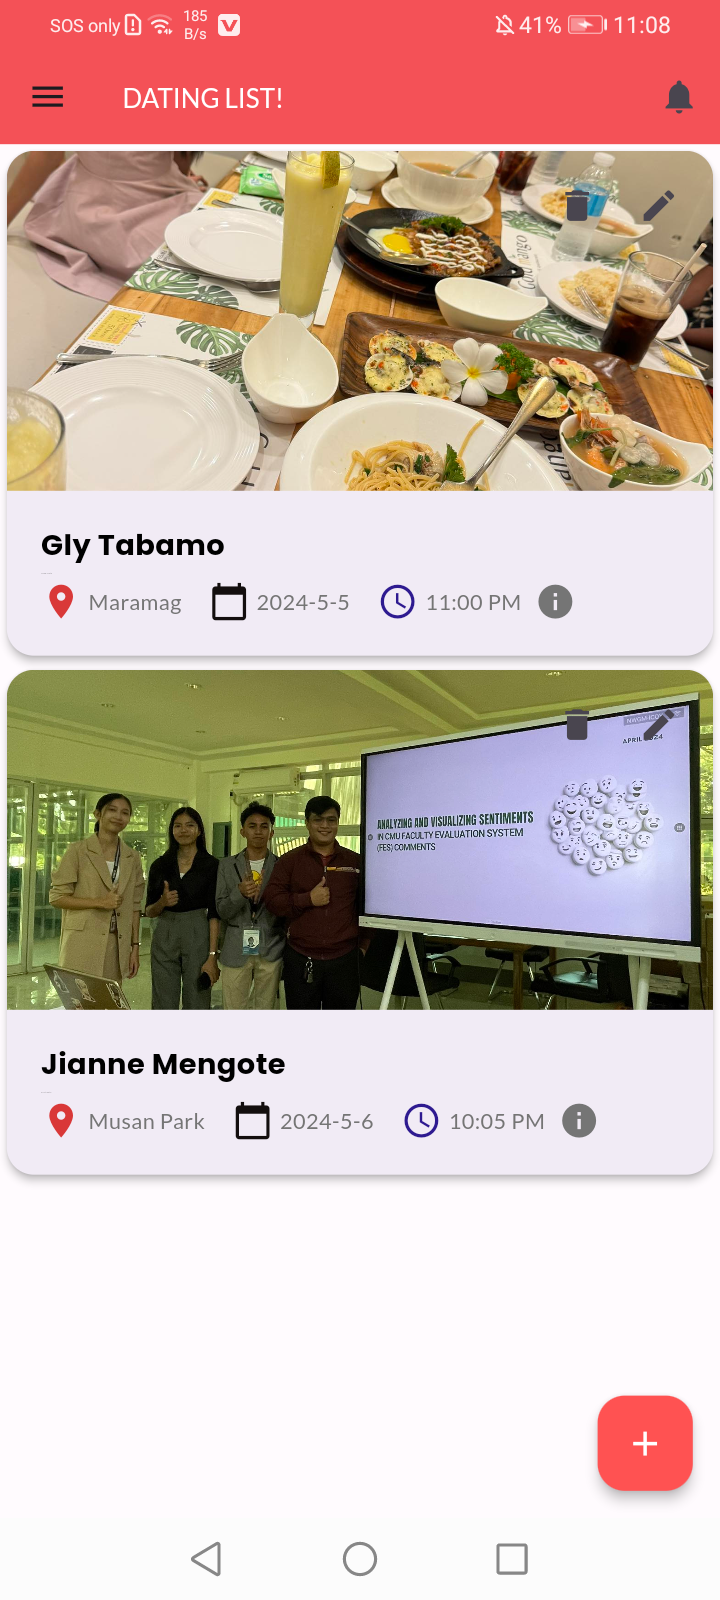 SOS only 185 B/s 41% 11:08
DATING LIST!
Gly Tabamo
Maramag 2024-5-5 11:00 PM
APRIL 2024
ANALYZING AND VISUALIZING SENTIMENTS
IN CMU FACULTY EVALUATION SYSTEM
(FES) COMMENTS
Jianne Mengote
Musan Park 2024-5-6 10:05 PM